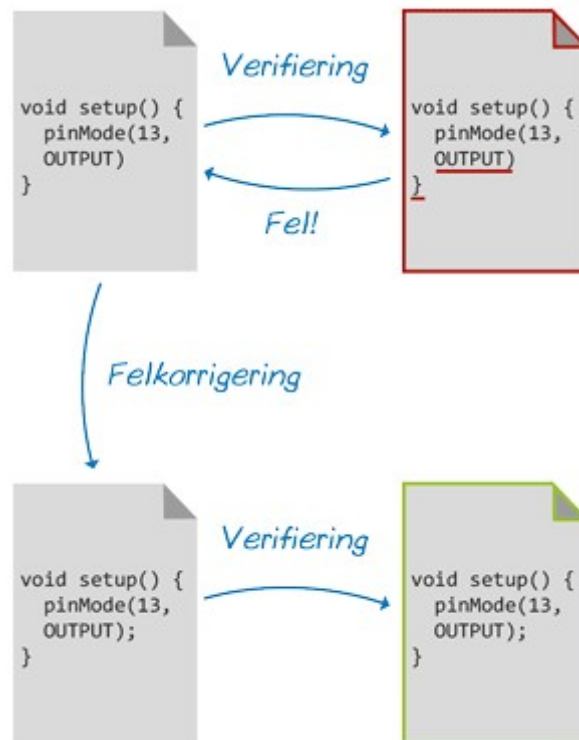 Verifiering
void setup() {
pinMode(13,
OUTPUT)
}
void setup() {
pinMode(13,
OUTPUT)
}
Fel!
Felkorrigering
Verifiering
void setup() {
pinMode(13,
OUTPUT);
}
void setup() {
pinMode(13,
OUTPUT);
}